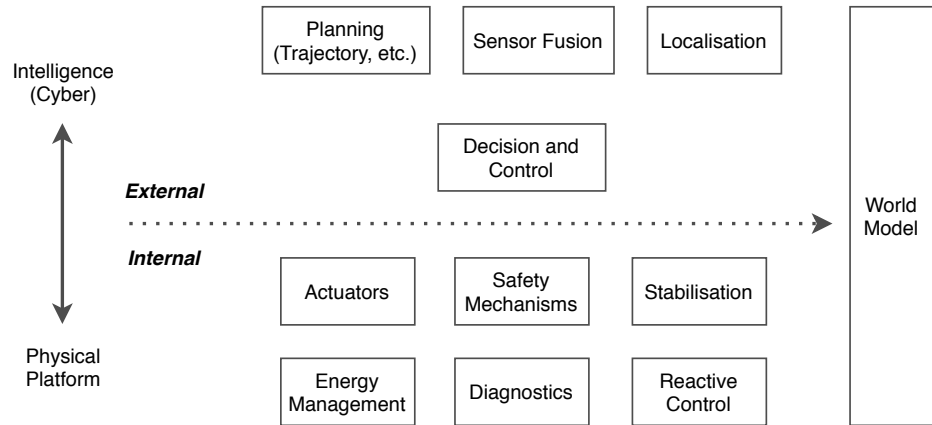 Planning
(Trajectory, etc.)
Sensor Fusion
Localisation
Intelligence
(Cyber)
Decision and
Control
External
World
Model
Internal
Actuators
Safety
Mechanisms
Stabilisation
Physical
Platform
Energy
Management
Diagnostics
Reactive
Control